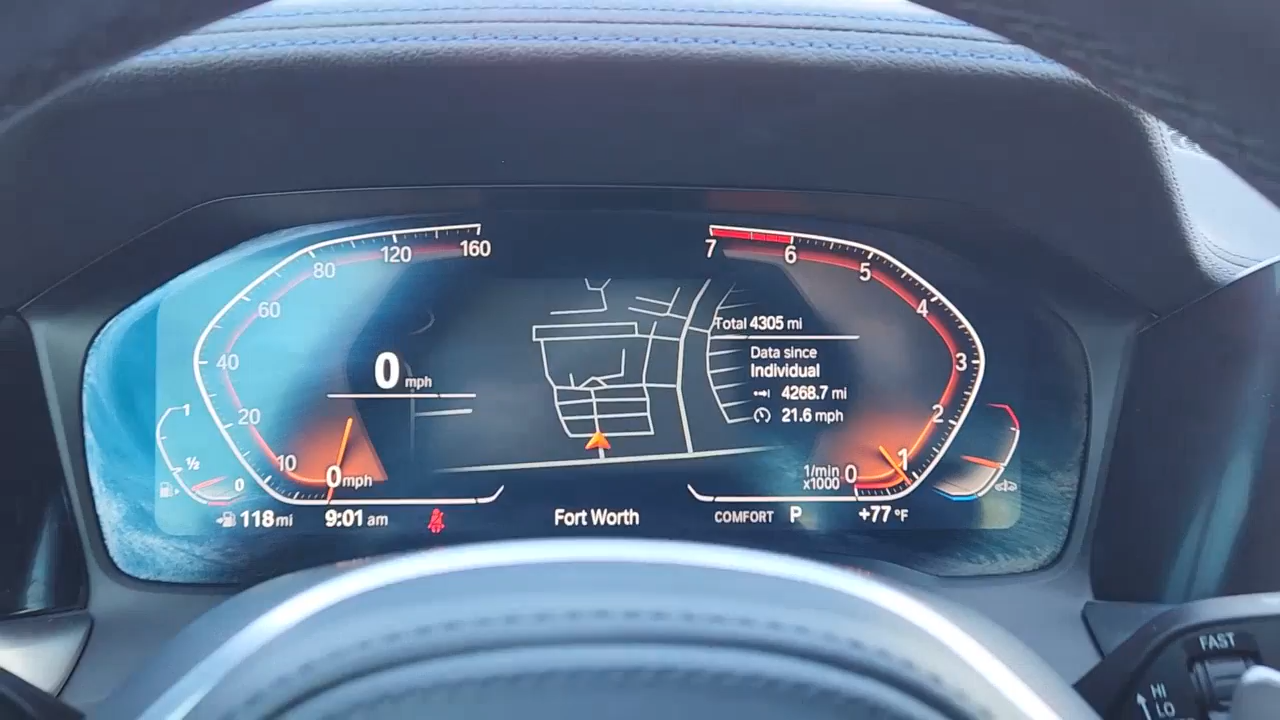 160
120
80
60
40
20
10
0 mph
0 mph
1
½
0
118 mi
9:01 am
Fort Worth
Total 4305 mi
Data since
Individual
4268.7 mi
21.6 mph
7
6
5
4
3
2
1
0
1/min
x1000
COMFORT P
+77 °F
FAST
HI
LO